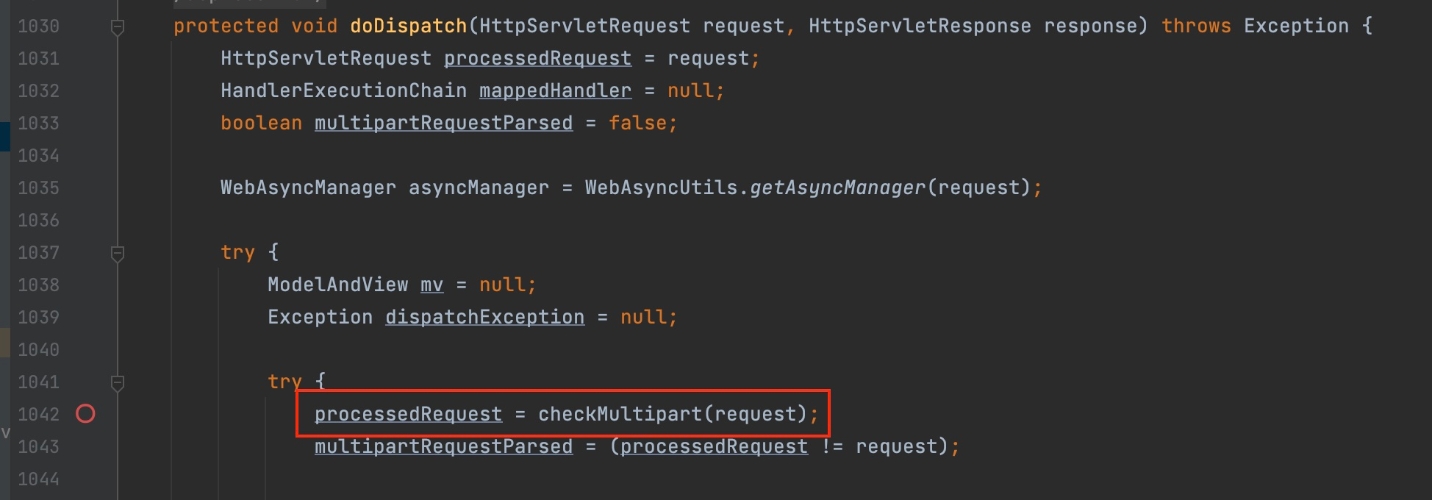 1030 protected void doDispatch(HttpServletRequest request, HttpServletResponse response) throws Exception {
1031 HttpServletRequest processedRequest = request;
1032 HandlerExecutionChain mappedHandler = null;
1033 boolean multipartRequestParsed = false;
1034
1035 WebAsyncManager asyncManager = WebAsyncUtils.getAsyncManager(request);
1036
1037 try {
1038 ModelAndView mv = null;
1039 Exception dispatchException = null;
1040
1041 try {
1042 processedRequest = checkMultipart(request);
1043 multipartRequestParsed = (processedRequest != request);
1044